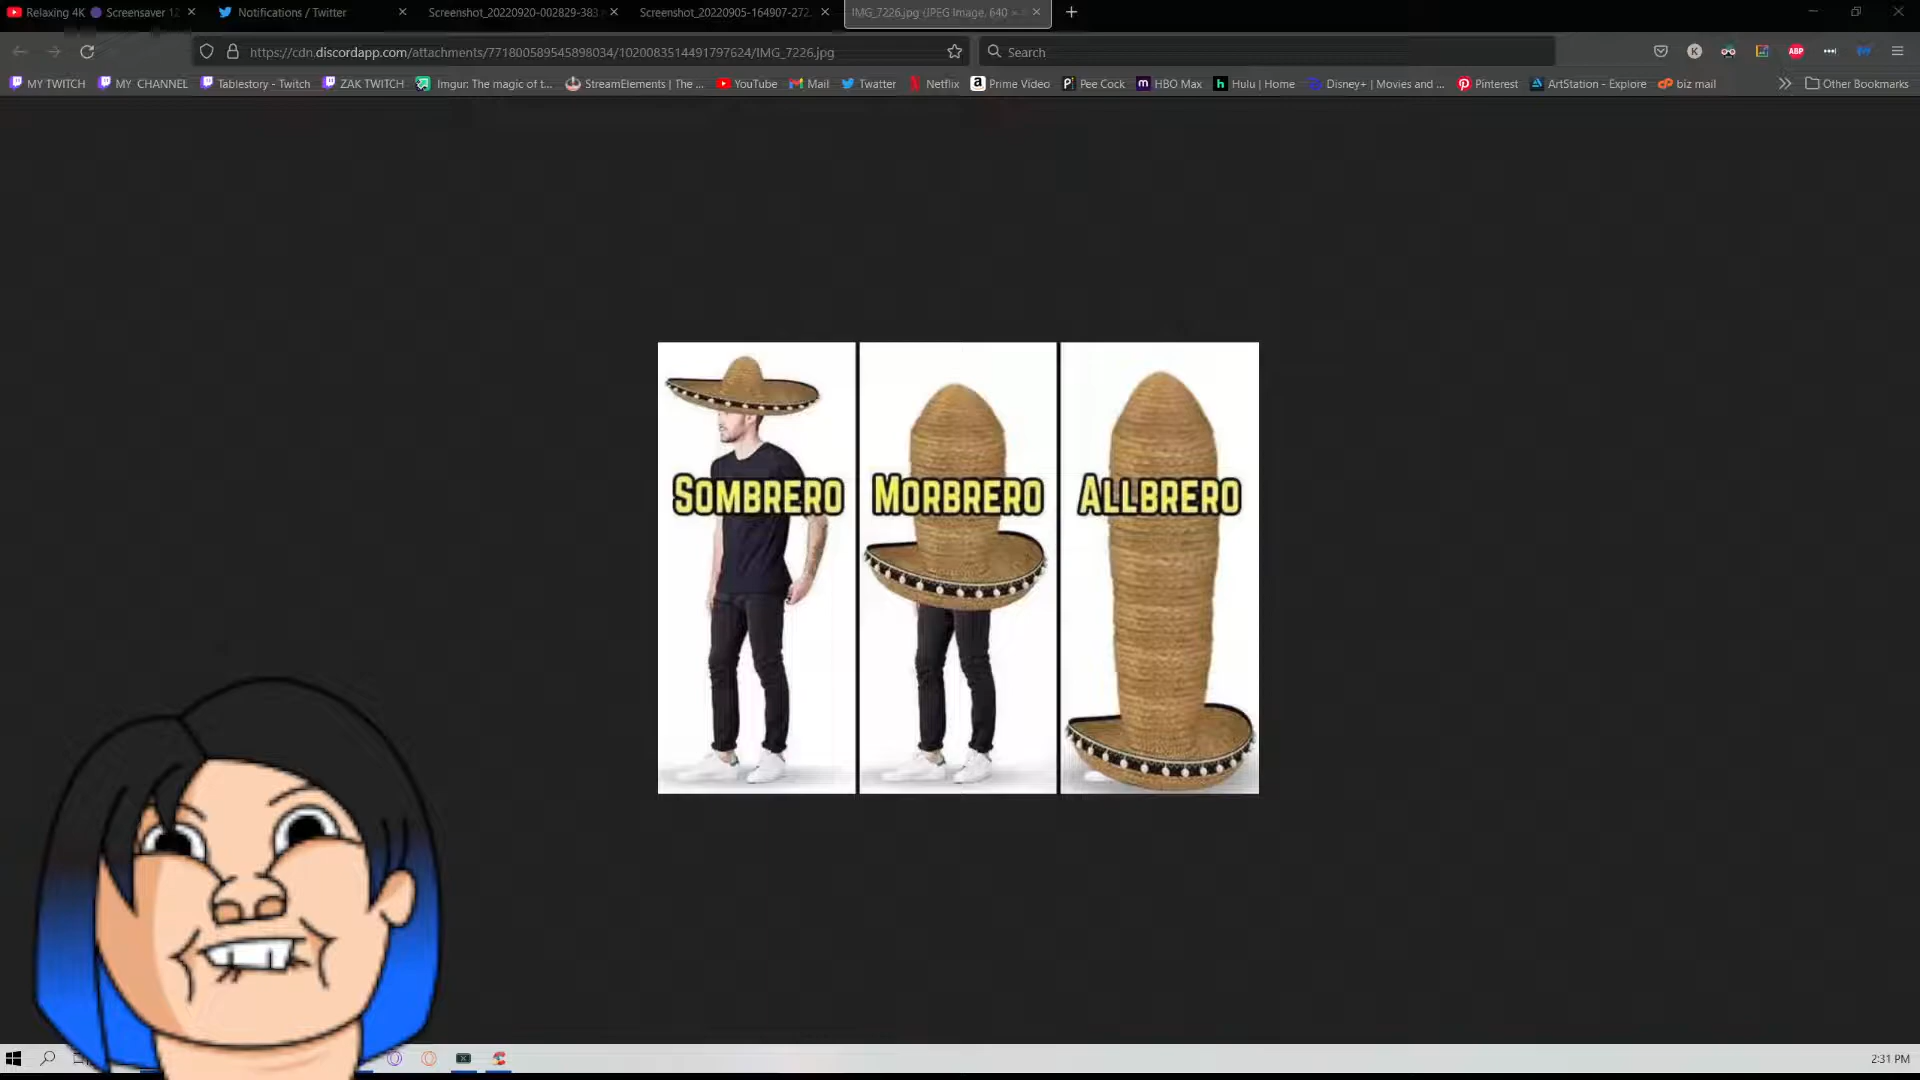 Relaxing 4K
Screensaver 12
Notifications / Twitter
Screenshot_20220920-002829-383
Screenshot_20220905-164907-272
IMG_7226.jpg (JPEG Image, 640 ×
https://cdn.discordapp.com/attachments/771800589545898034/1020083514491797624/IMG_7226.jpg
Search
K
ABP
MY TWITCH
MY CHANNEL
Tablestory - Twitch
ZAK TWITCH
Imgur: The magic of t...
StreamElements | The ...
YouTube
Mail
Twatter
Netflix
Prime Video
Pee Cock
HBO Max
Hulu | Home
Disney+ | Movies and ...
Pinterest
ArtStation - Explore
biz mail
Other Bookmarks
SOMBRERO
MORBRERO
ALLBRERO
2:31 PM